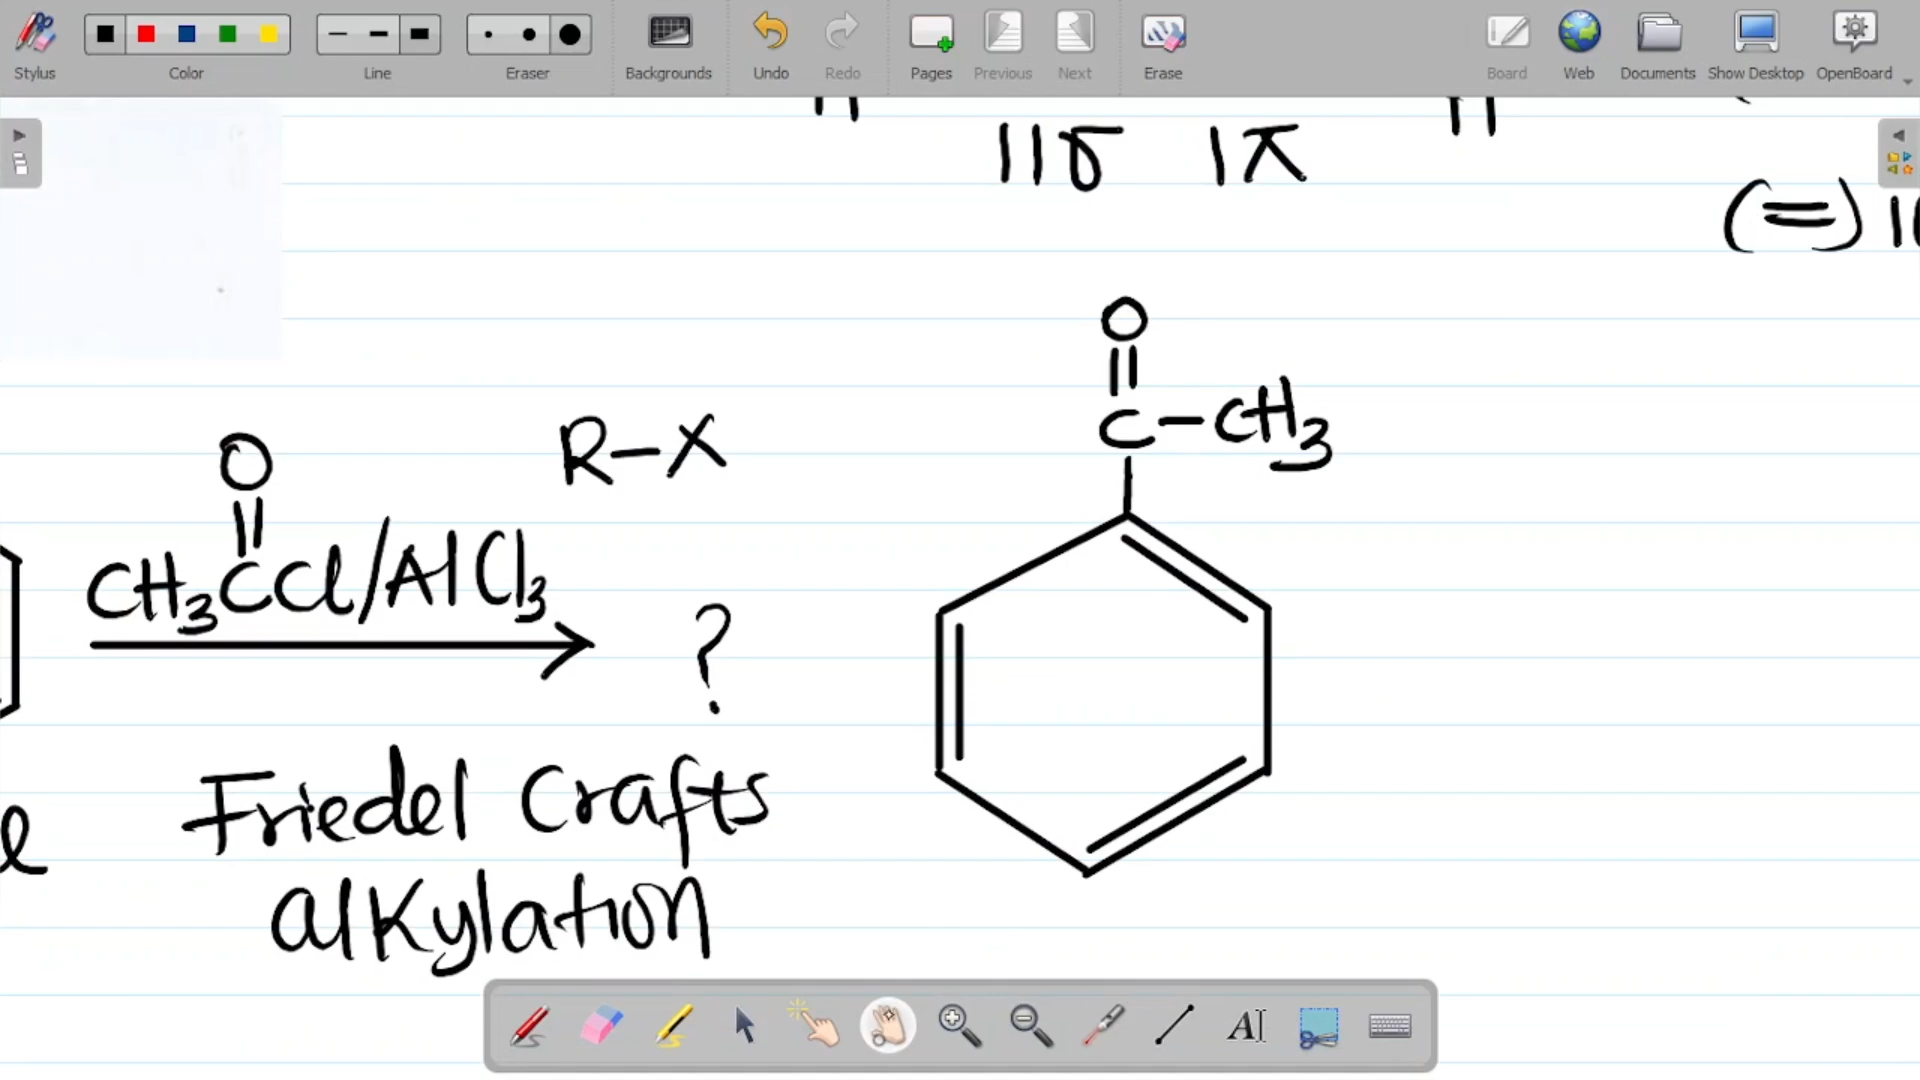 Stylus
Color
Line
Eraser
Backgrounds
Undo
Redo
Pages
Previous
Next
Erase
Board
Web
Documents
Show Desktop
OpenBoard
11σ 1π
(=)
O
||
C-CH3
R-X
O
||
CH3CCl/AlCl3
?
Friedel Crafts
alkylation